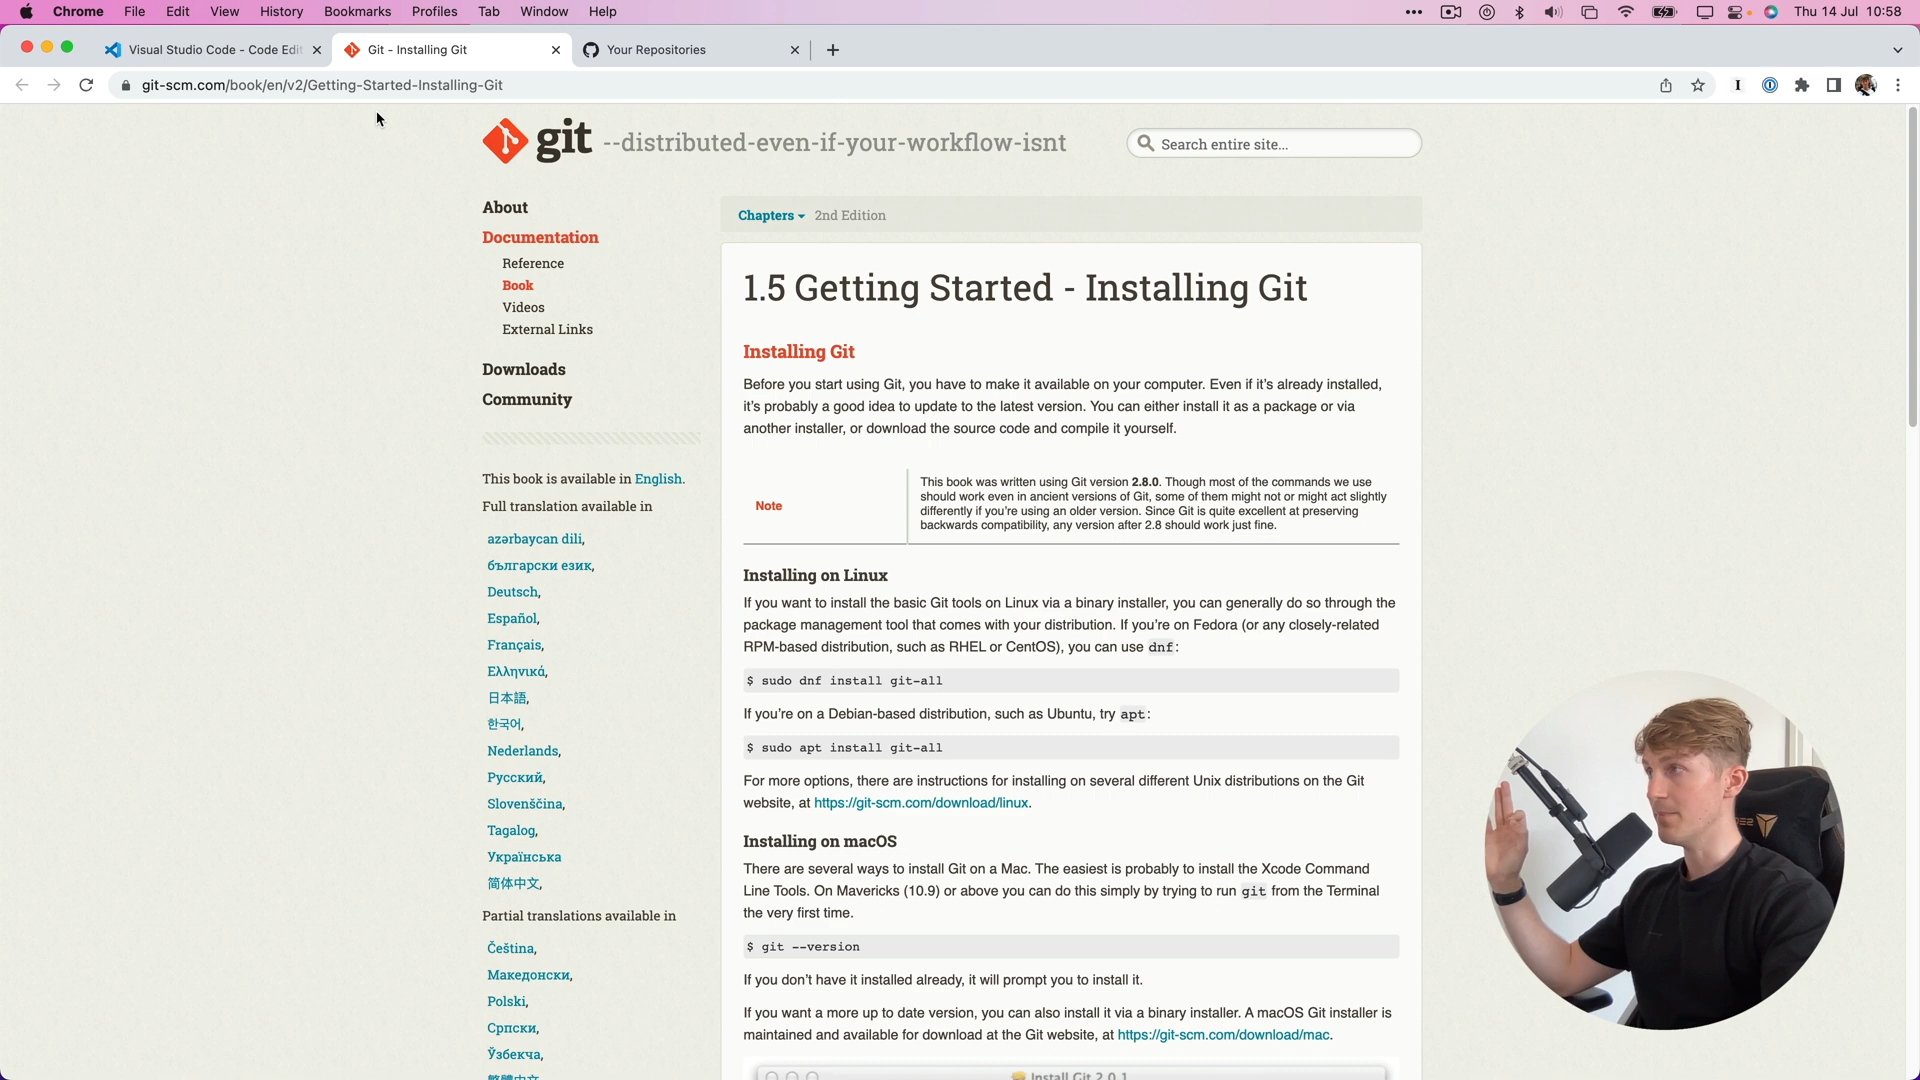 Chrome File Edit View History Bookmarks Profiles Tab Window Help Thu 14 Jul 10:58
Visual Studio Code - Code Edit Git - Installing Git Your Repositories
git-scm.com/book/en/v2/Getting-Started-Installing-Git
git --distributed-even-if-your-workflow-isnt Search entire site...
About
Documentation
Reference
Book
Videos
External Links
Downloads
Community
This book is available in English.
Full translation available in
azərbaycan dili,
български език,
Deutsch,
Español,
Français,
Ελληνικά,
日本語,
한국어,
Nederlands,
Русский,
Slovenščina,
Tagalog,
Українська
简体中文,
Partial translations available in
Čeština,
Македонски,
Polski,
Српски,
Ўзбекча,
繁體中文,
Chapters 2nd Edition
1.5 Getting Started - Installing Git
Installing Git
Before you start using Git, you have to make it available on your computer. Even if it’s already installed,
it’s probably a good idea to update to the latest version. You can either install it as a package or via
another installer, or download the source code and compile it yourself.
Note
This book was written using Git version 2.8.0. Though most of the commands we use
should work even in ancient versions of Git, some of them might not or might act slightly
differently if you’re using an older version. Since Git is quite excellent at preserving
backwards compatibility, any version after 2.8 should work just fine.
Installing on Linux
If you want to install the basic Git tools on Linux via a binary installer, you can generally do so through the
package management tool that comes with your distribution. If you’re on Fedora (or any closely-related
RPM-based distribution, such as RHEL or CentOS), you can use dnf:
$ sudo dnf install git-all
If you’re on a Debian-based distribution, such as Ubuntu, try apt:
$ sudo apt install git-all
For more options, there are instructions for installing on several different Unix distributions on the Git
website, at https://git-scm.com/download/linux.
Installing on macOS
There are several ways to install Git on a Mac. The easiest is probably to install the Xcode Command
Line Tools. On Mavericks (10.9) or above you can do this simply by trying to run git from the Terminal
the very first time.
$ git --version
If you don’t have it installed already, it will prompt you to install it.
If you want a more up to date version, you can also install it via a binary installer. A macOS Git installer is
maintained and available for download at the Git website, at https://git-scm.com/download/mac.
Install Git 2.0.1